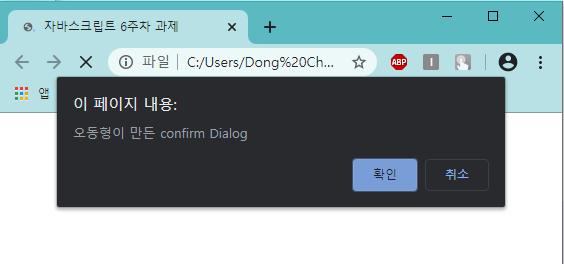 자바스크립트 6주차 과제
파일 C:/Users/Dong%20Ch...
ABP
앱
이 페이지 내용:
오동형이 만든 confirm Dialog
확인 취소